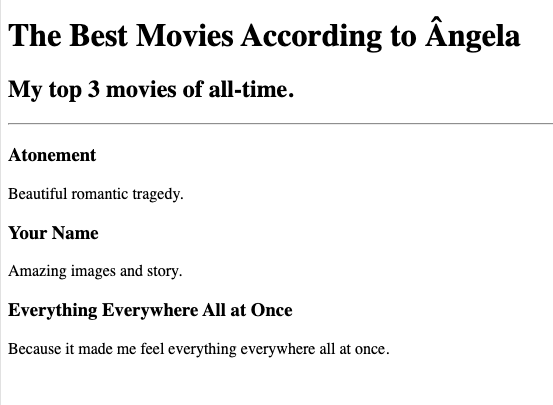 The Best Movies According to Ângela
My top 3 movies of all-time.
Atonement
Beautiful romantic tragedy.
Your Name
Amazing images and story.
Everything Everywhere All at Once
Because it made me feel everything everywhere all at once.